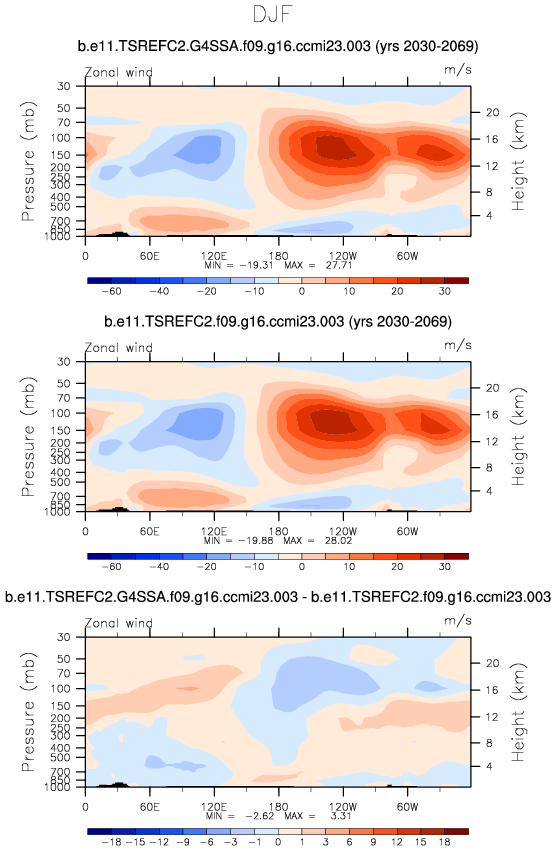 DJF
b.e11.TSREFC2.G4SSA.f09.g16.ccmi23.003 (yrs 2030-2069)
Zonal wind m/s
Pressure (mb)
30
50
70
100
150
200
250
300
400
500
700
850
1000
Height (km)
20
16
12
8
4
0 60E 120E 180 120W 60W
MIN = -19.31 MAX = 27.71
-60 -40 -20 -10 0 10 20 30
b.e11.TSREFC2.f09.g16.ccmi23.003 (yrs 2030-2069)
Zonal wind m/s
Pressure (mb)
30
50
70
100
150
200
250
300
400
500
700
850
1000
Height (km)
20
16
12
8
4
0 60E 120E 180 120W 60W
MIN = -19.88 MAX = 28.02
-60 -40 -20 -10 0 10 20 30
b.e11.TSREFC2.G4SSA.f09.g16.ccmi23.003 - b.e11.TSREFC2.f09.g16.ccmi23.003
Zonal wind m/s
Pressure (mb)
30
50
70
100
150
200
250
300
400
500
700
850
1000
Height (km)
20
16
12
8
4
0 60E 120E 180 120W 60W
MIN = -2.62 MAX = 3.31
-18 -15 -12 -9 -6 -3 -1 0 1 3 6 9 12 15 18